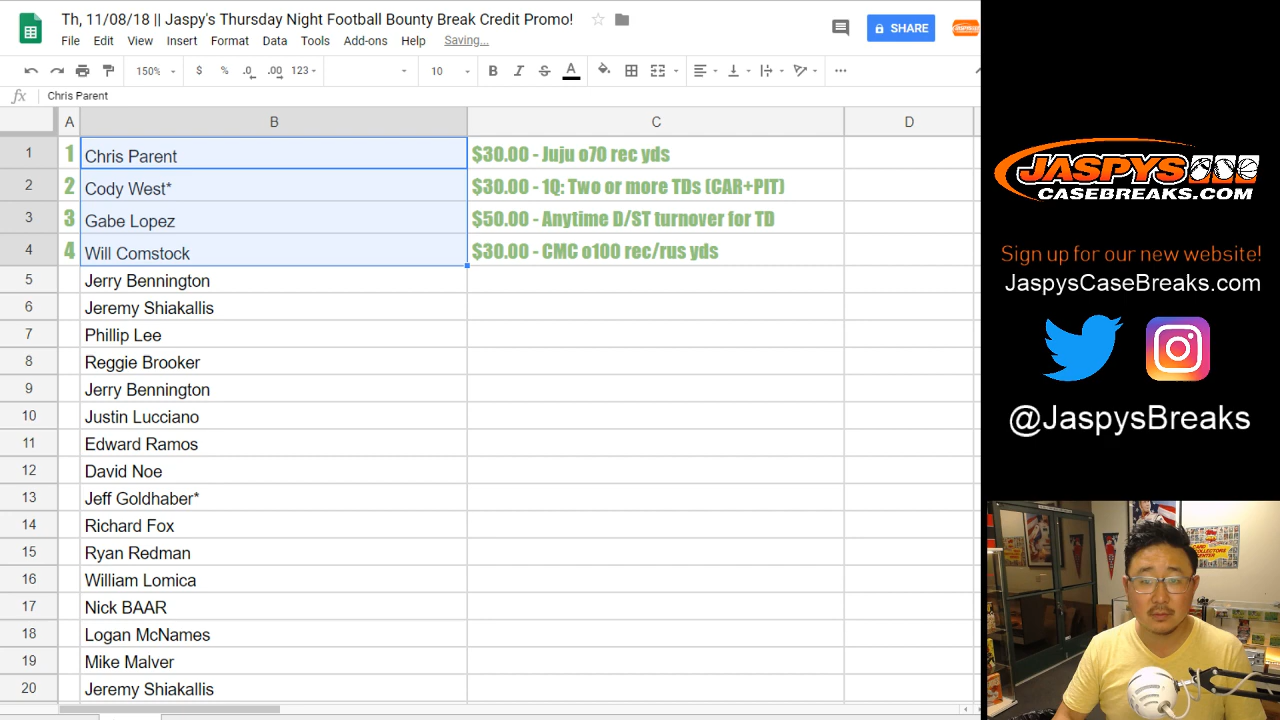 Th, 11/08/18 || Jaspy's Thursday Night Football Bounty Break Credit Promo!
File Edit View Insert Format Data Tools Add-ons Help Saving...
SHARE
150% $ % .0 .00 123 10 B I S A
fx Chris Parent
A B C D
1 1 Chris Parent $30.00 - Juju o70 rec yds
2 2 Cody West* $30.00 - 1Q: Two or more TDs (CAR+PIT)
3 3 Gabe Lopez $50.00 - Anytime D/ST turnover for TD
4 4 Will Comstock $30.00 - CMC o100 rec/rus yds
5 Jerry Bennington
6 Jeremy Shiakallis
7 Phillip Lee
8 Reggie Brooker
9 Jerry Bennington
10 Justin Lucciano
11 Edward Ramos
12 David Noe
13 Jeff Goldhaber*
14 Richard Fox
15 Ryan Redman
16 William Lomica
17 Nick BAAR
18 Logan McNames
19 Mike Malver
20 Jeremy Shiakallis
JASPYS
CASEBREAKS.COM
Sign up for our new website!
JaspysCaseBreaks.com
@JaspysBreaks